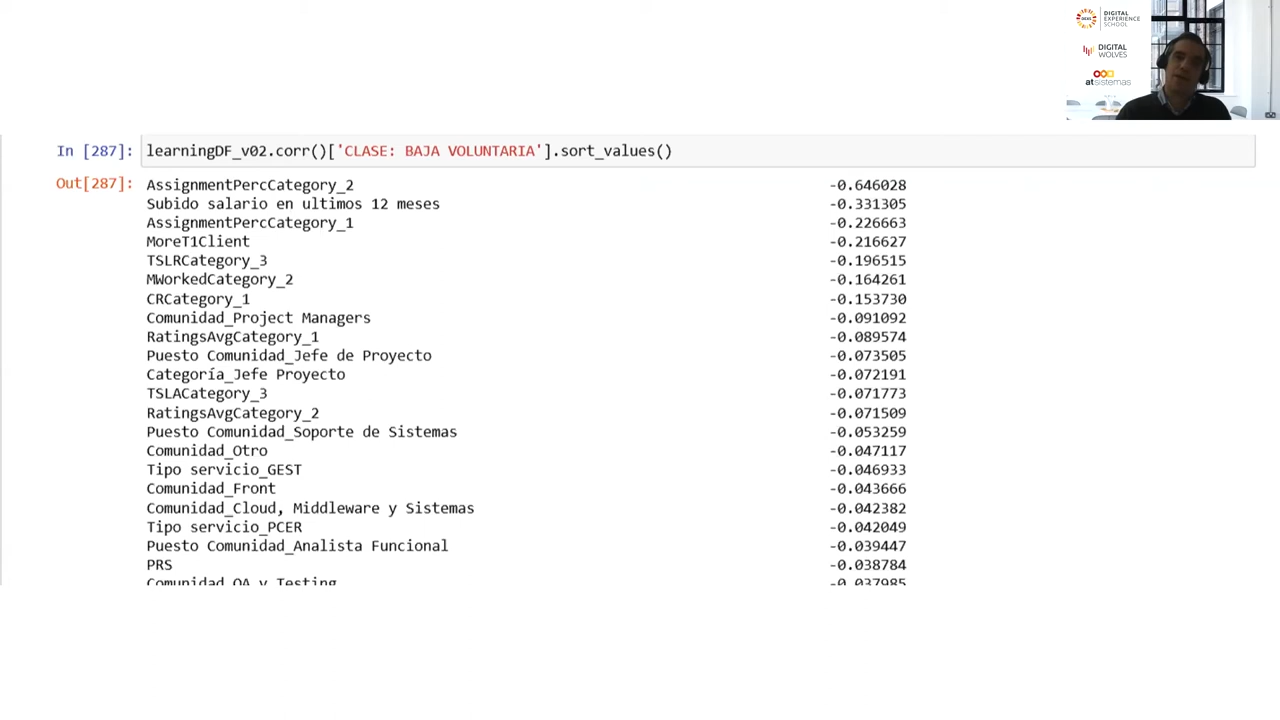 DEUS
DIGITAL
EXPERIENCE
SCHOOL
DIGITAL
WOLVES
atsistemas
In [287]: learningDF_v02.corr()['CLASE: BAJA VOLUNTARIA'].sort_values()
Out[287]: AssignmentPercCategory_2 -0.646028
Subido salario en ultimos 12 meses -0.331305
AssignmentPercCategory_1 -0.226663
MoreT1Client -0.216627
TSLRCategory_3 -0.196515
MWorkedCategory_2 -0.164261
CRCategory_1 -0.153730
Comunidad_Project Managers -0.091092
RatingsAvgCategory_1 -0.089574
Puesto Comunidad_Jefe de Proyecto -0.073505
Categoría_Jefe Proyecto -0.072191
TSLACategory_3 -0.071773
RatingsAvgCategory_2 -0.071509
Puesto Comunidad_Soporte de Sistemas -0.053259
Comunidad_Otro -0.047117
Tipo servicio_GEST -0.046933
Comunidad_Front -0.043666
Comunidad_Cloud, Middleware y Sistemas -0.042382
Tipo servicio_PCER -0.042049
Puesto Comunidad_Analista Funcional -0.039447
PRS -0.038784
Comunidad_QA y Testing -0.037985